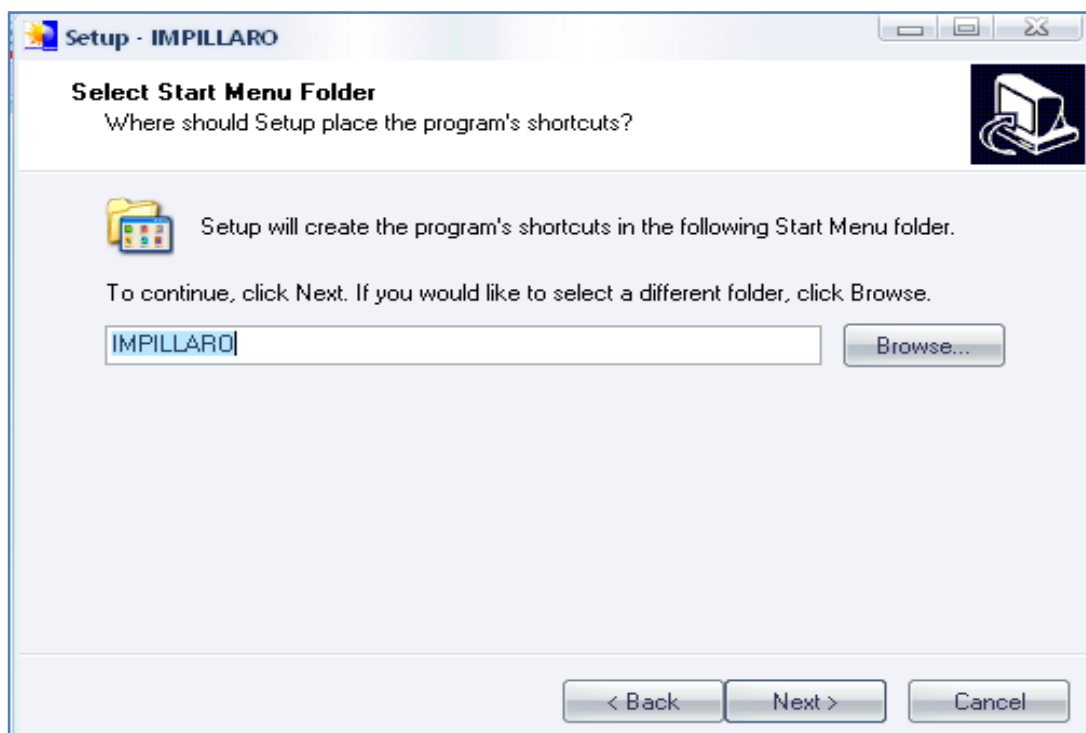 Setup - IMPILLARO
Select Start Menu Folder
Where should Setup place the program's shortcuts?
Setup will create the program's shortcuts in the following Start Menu folder.
To continue, click Next. If you would like to select a different folder, click Browse.
IMPILLARO
Browse...
< Back
Next >
Cancel